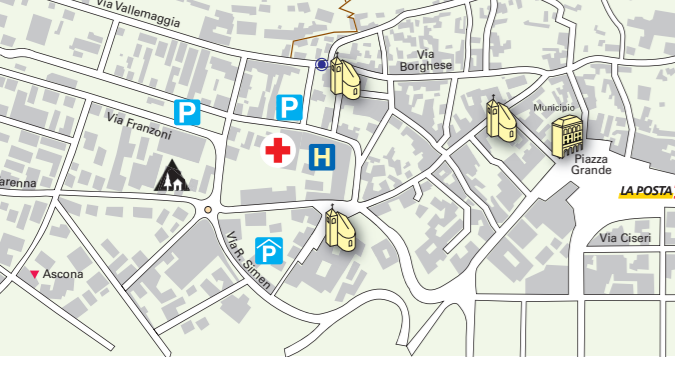 Via Vallemaggia
Via
Borghese
P
P
Municipio
Via Franzoni
H
Piazza
Grande
arenna
LA POSTA
Via R. Simen
P
Via Ciseri
Ascona